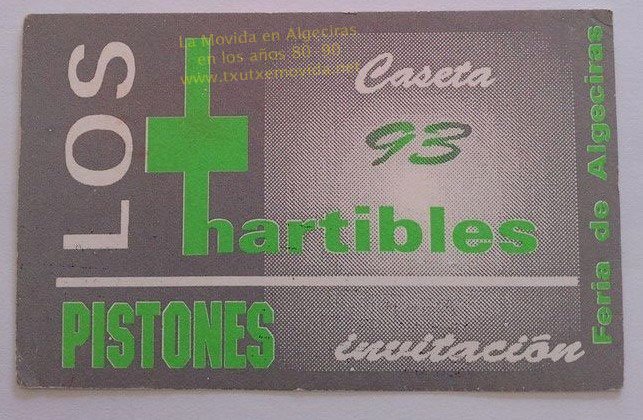 La Movida en Algeciras
en los años 80-90
www.txutxemovida.net
LOS
+hartibles
Caseta
93
PISTONES
invitación
Feria de Algeciras